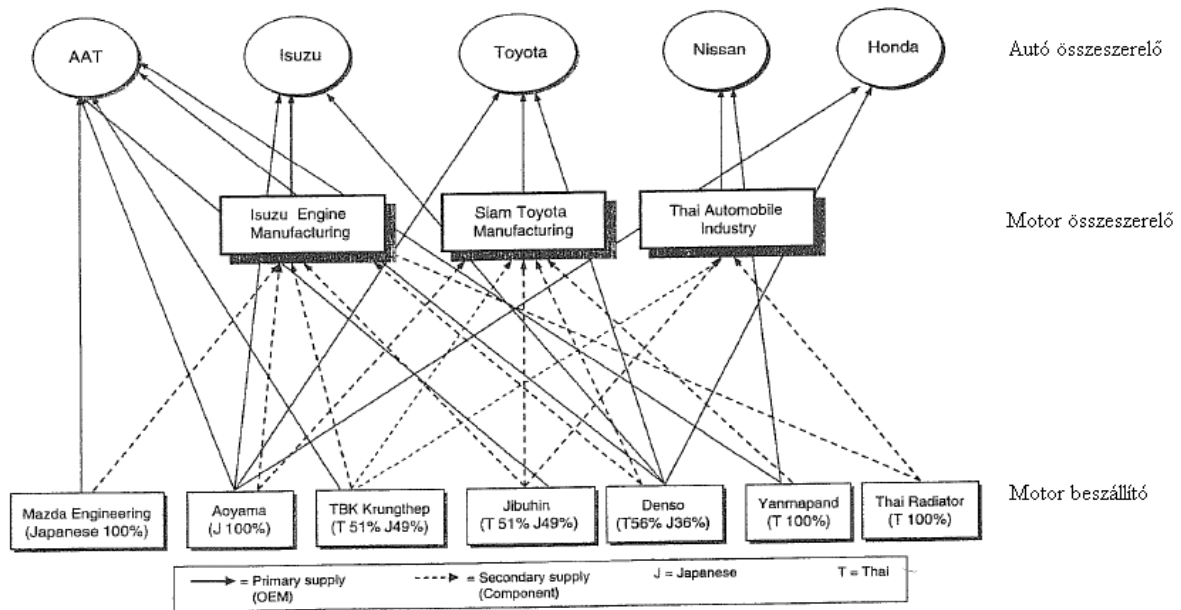 AAT
Isuzu
Toyota
Nissan
Honda
Autó összeszerelő
Isuzu Engine
Manufacturing
Siam Toyota
Manufacturing
Thai Automobile
Industry
Motor összeszerelő
Mazda Engineering
(Japanese 100%)
Aoyama
(J 100%)
TBK Krungthep
(T 51% J49%)
Jibuhin
(T 51% J49%)
Denso
(T56% J36%)
Yanmapand
(T 100%)
Thai Radiator
(T 100%)
Motor beszállító
= Primary supply
(OEM)
= Secondary supply
(Component)
J = Japanese
T = Thai